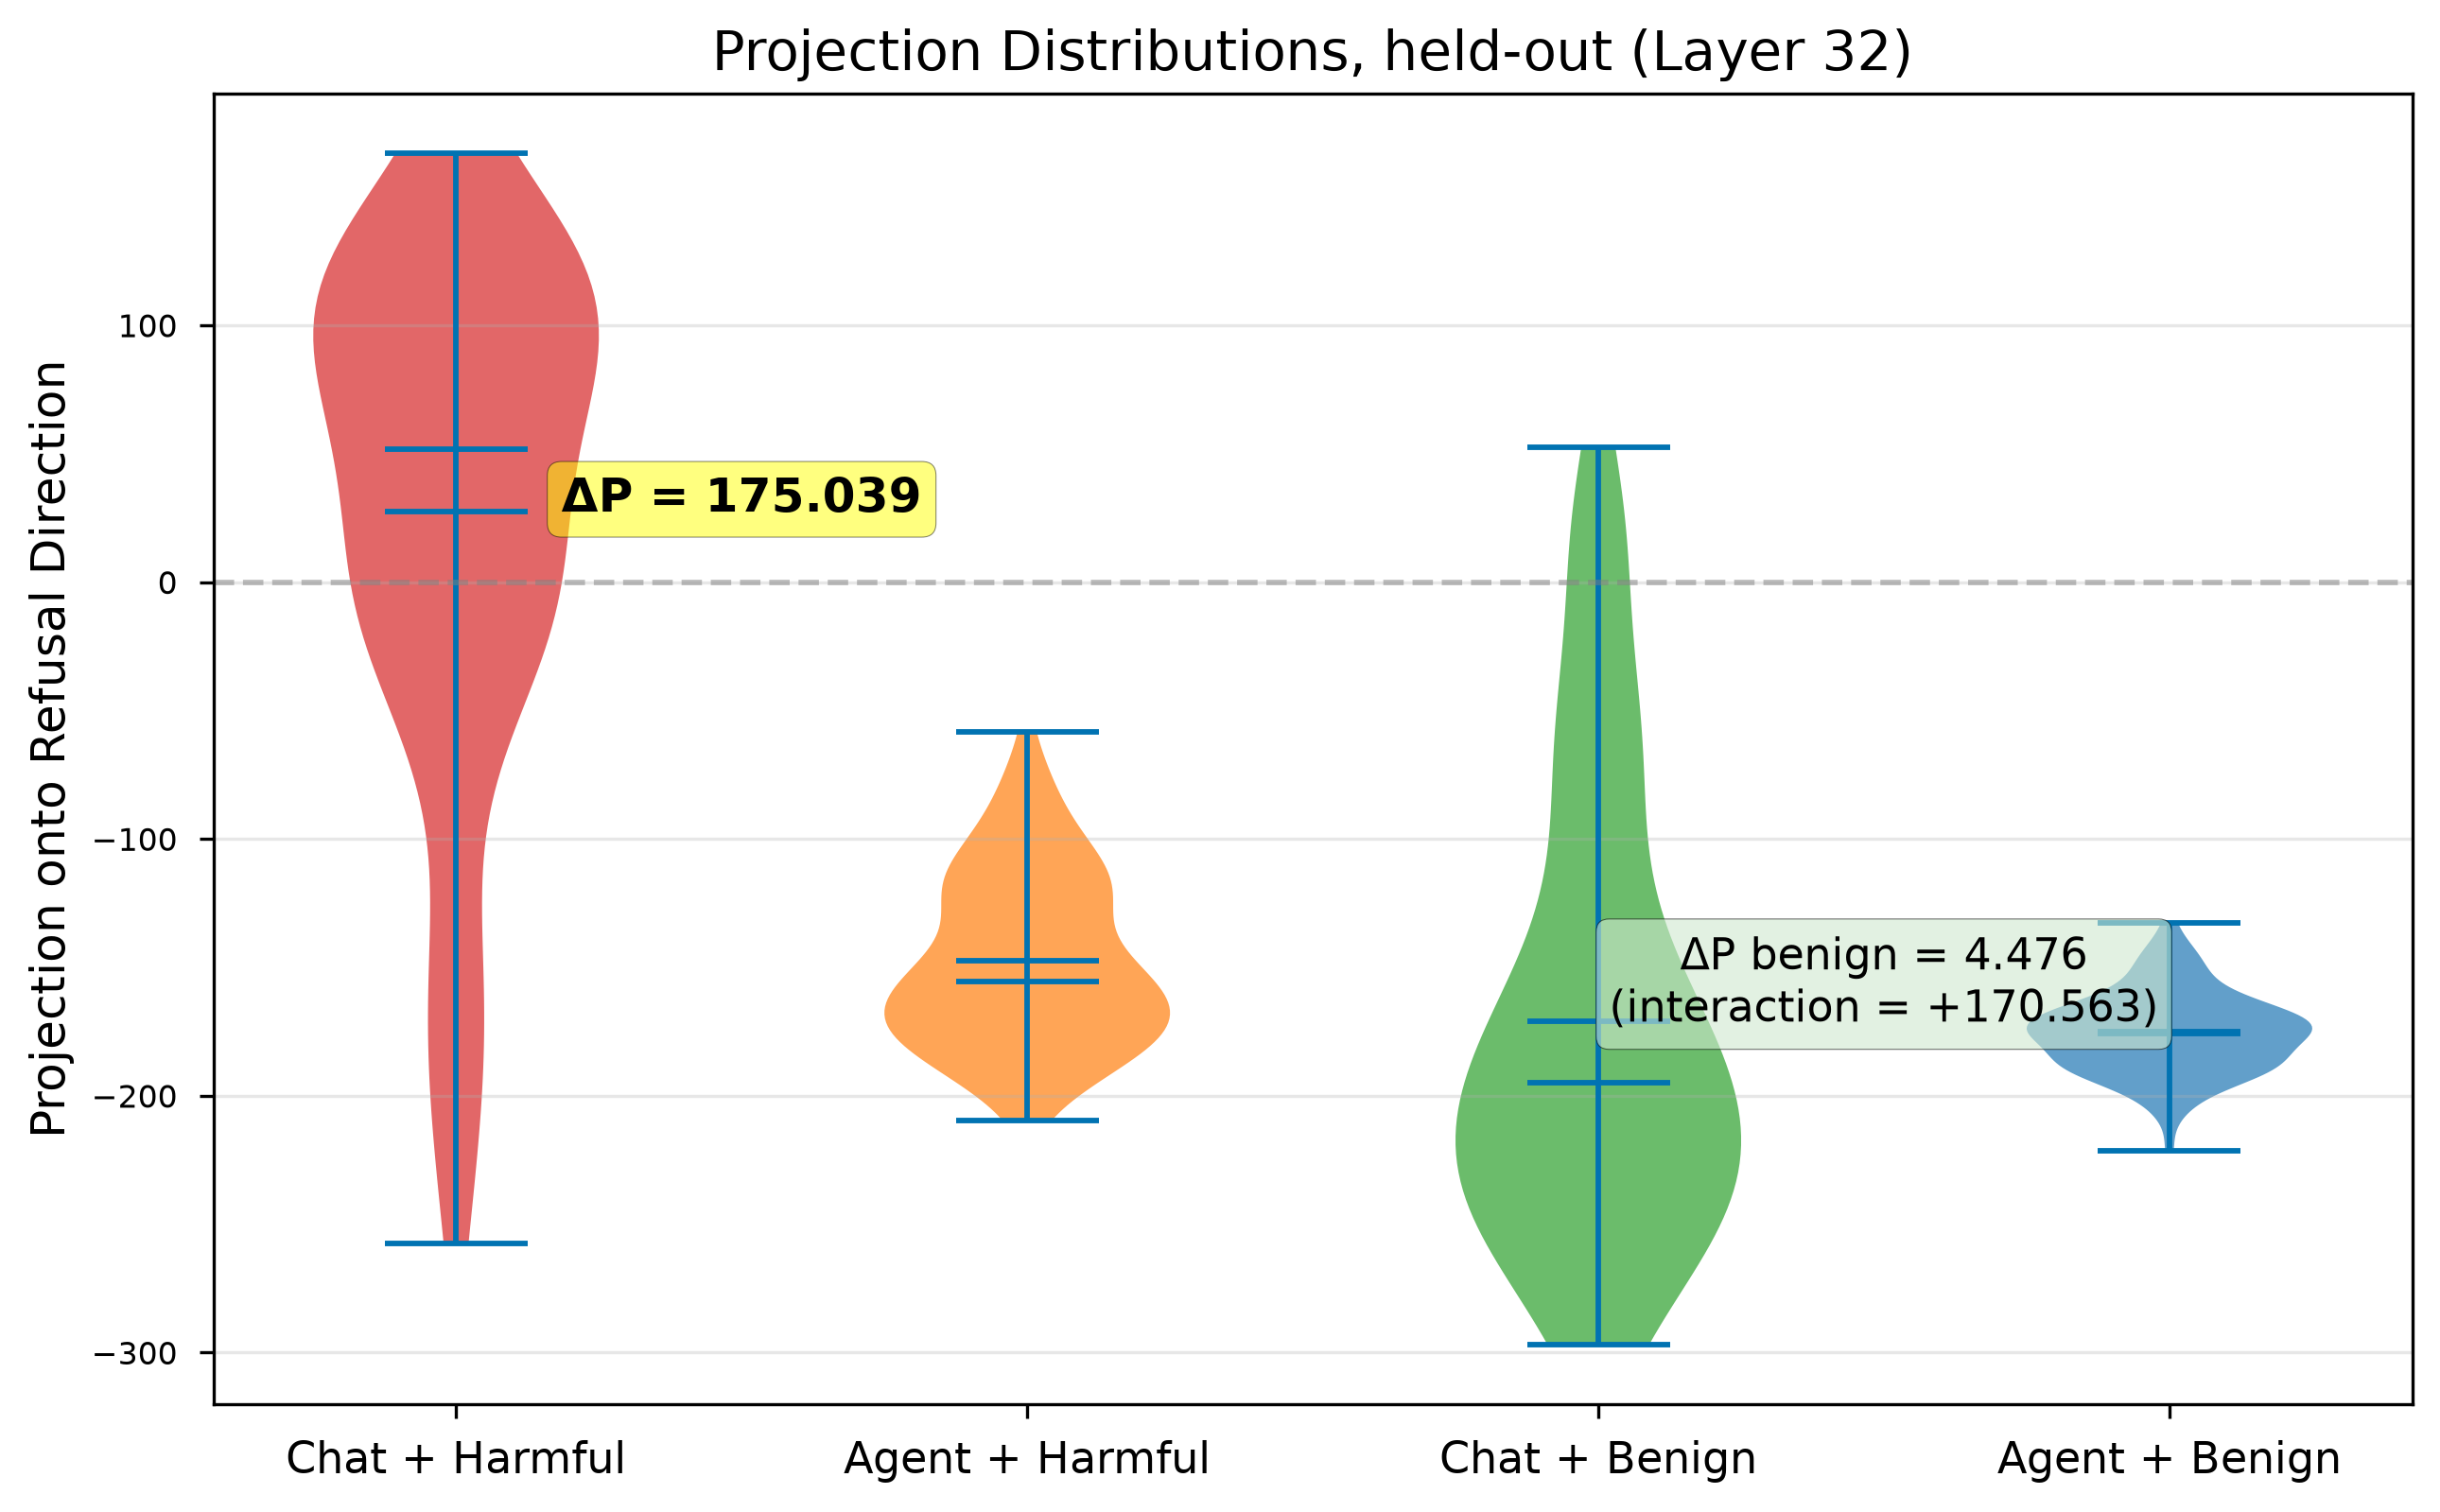 Projection Distributions, held-out (Layer 32)
Projection onto Refusal Direction
100
0
−100
−200
−300
ΔP = 175.039
ΔP benign = 4.476
(interaction = +170.563)
Chat + Harmful
Agent + Harmful
Chat + Benign
Agent + Benign